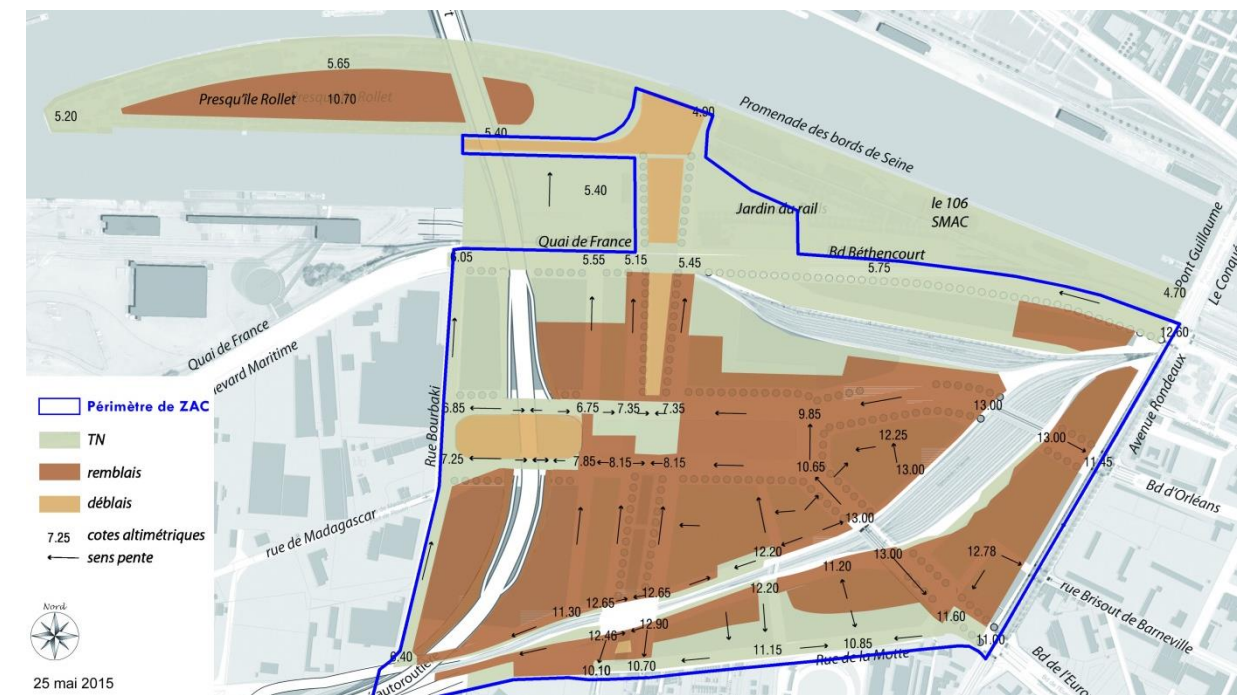 5.65
Presqu'île Rollet
10.70
5.20
5.40
4.90
Promenade des bords de Seine
5.40
Jardin du rail
le 106
SMAC
Pont Guillaume
Le Conqué
Quai de France
Bd Béthencourt
6.05
5.55
5.15
5.45
5.75
4.70
12.60
Quai de France
levard Maritime
Rue Bourbaki
Avenue Rondeaux
Périmètre de ZAC
TN
remblais
déblais
7.25 cotes altimétriques
sens pente
6.85
6.75
7.35
7.35
9.85
13.00
12.25
13.00
11.45
7.25
7.85
8.15
8.15
10.65
13.00
Bd d'Orléans
rue de Madagascar
13.00
13.00
12.78
12.20
11.20
12.20
rue Brisout de Barneville
12.65
12.65
11.30
12.46
12.90
11.60
11.00
10.85
11.15
Rue de la Motte
10.10
10.70
6.40
autoroute
Bd de l'Euro
Nord
25 mai 2015